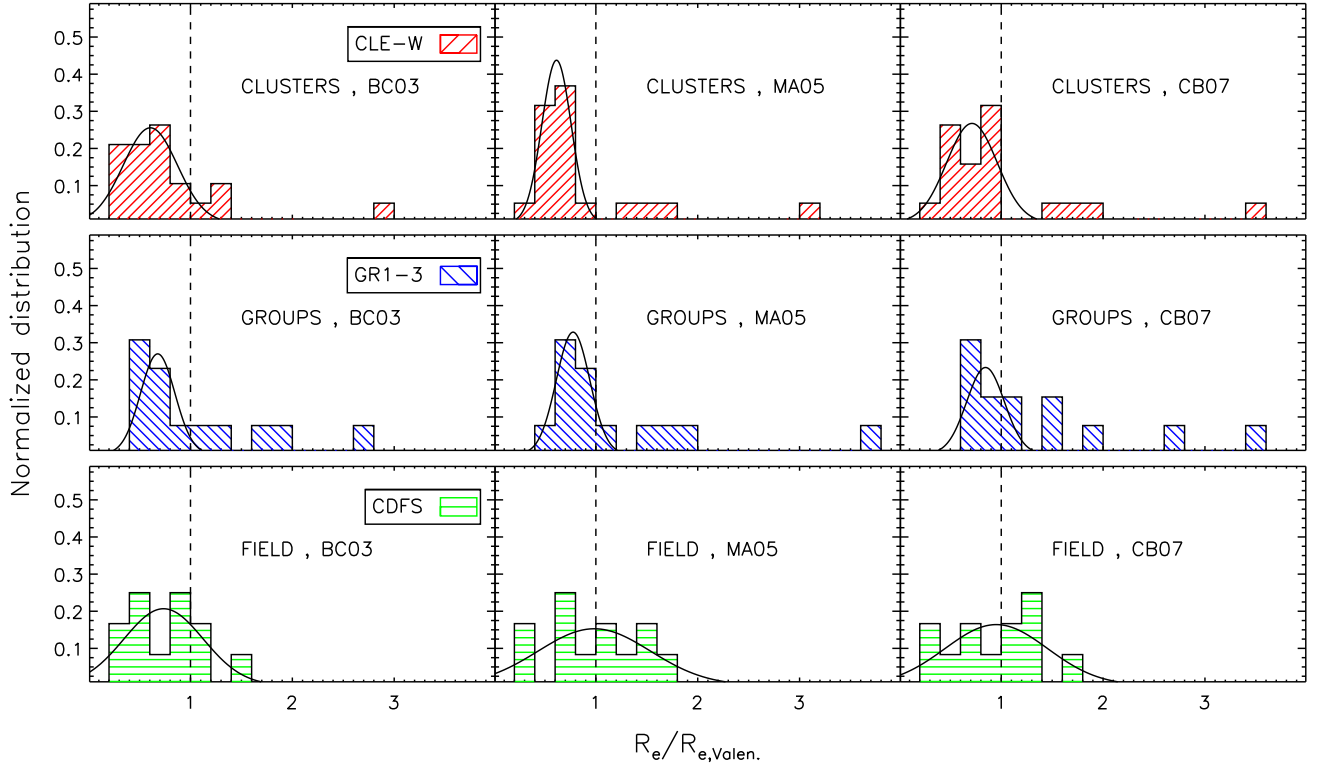 CLE-W
CLUSTERS , BC03
CLUSTERS , MA05
CLUSTERS , CB07
0.5
0.4
0.3
0.2
0.1
GR1-3
GROUPS , BC03
GROUPS , MA05
GROUPS , CB07
0.5
0.4
0.3
0.2
0.1
CDFS
FIELD , BC03
FIELD , MA05
FIELD , CB07
0.5
0.4
0.3
0.2
0.1
1 2 3 1 2 3 1 2 3
Normalized distribution
Re/Re,Valen.